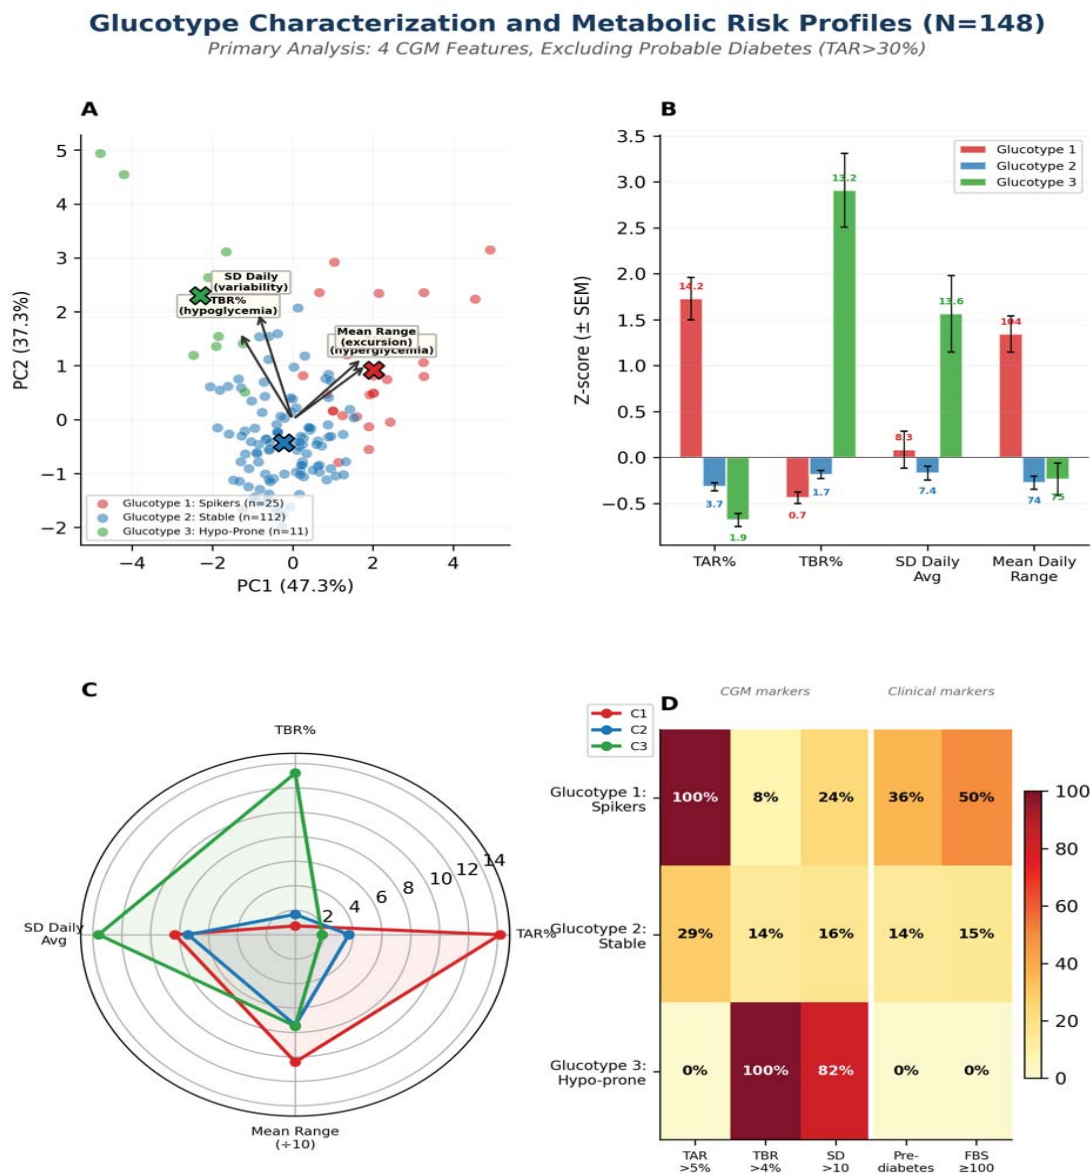 Glucotype Characterization and Metabolic Risk Profiles (N=148)
Primary Analysis: 4 CGM Features, Excluding Probable Diabetes (TAR>30%)
A
PC2 (37.3%)
5
4
3
2
1
0
−1
−2
SD Daily
(variability)
TBR%
(hypoglycemia)
Mean Range
(excursion)
(hyperglycemia)
Glucotype 1: Spikers (n=25)
Glucotype 2: Stable (n=112)
Glucotype 3: Hypo-Prone (n=11)
−4 −2 0 2 4
PC1 (47.3%)
B
Z-score (± SEM)
3.5
3.0
2.5
2.0
1.5
1.0
0.5
0.0
−0.5
Glucotype 1
Glucotype 2
Glucotype 3
14.2
3.7
1.9
0.7
1.7
13.2
8.3
7.4
13.6
104
74
75
TAR% TBR% SD Daily Avg Mean Daily Range
C
TBR%
C1
C2
C3
2 4 6 8 10 12 14
SD Daily
Avg
TAR%
Mean Range
(÷10)
D
CGM markers Clinical markers
Glucotype 1:
Spikers
100% 8% 24% 36% 50%
Glucotype 2:
Stable
29% 14% 16% 14% 15%
Glucotype 3:
Hypo-prone
0% 100% 82% 0% 0%
TAR TBR SD Pre- FBS
>5% >4% >10 diabetes ≥100
100
80
60
40
20
0